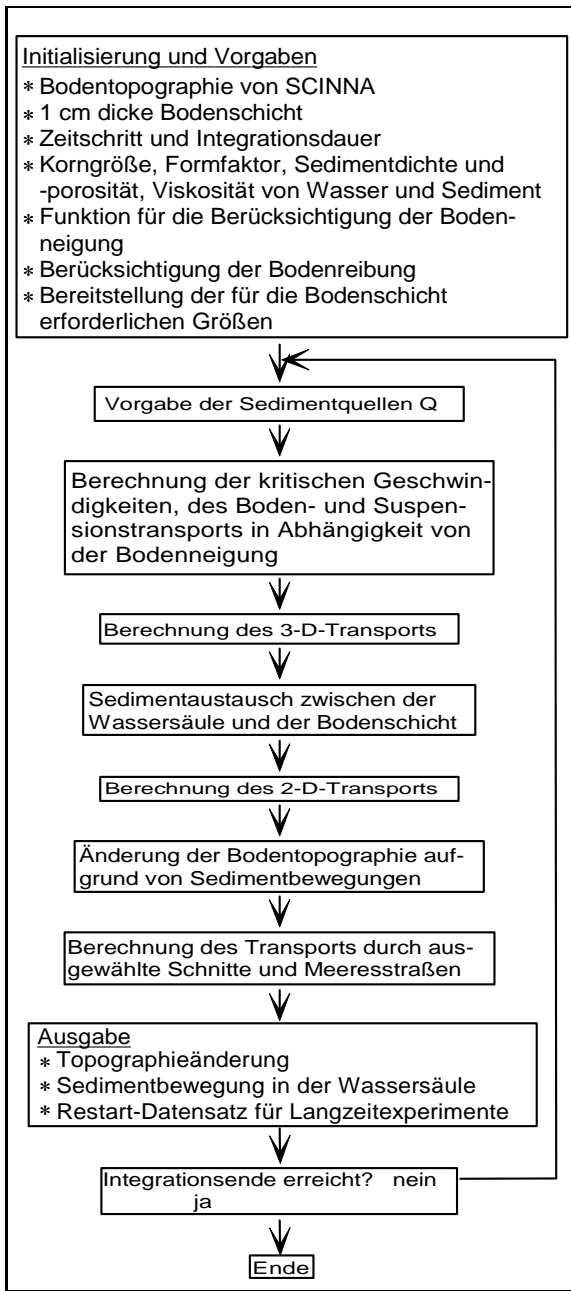 Initialisierung und Vorgaben
* Bodentopographie von SCINNA
* 1 cm dicke Bodenschicht
* Zeitschritt und Integrationsdauer
* Korngröße, Formfaktor, Sedimentdichte und
-porosität, Viskosität von Wasser und Sediment
* Funktion für die Berücksichtigung der Boden-
neigung
* Berücksichtigung der Bodenreibung
* Bereitstellung der für die Bodenschicht
erforderlichen Größen
Vorgabe der Sedimentquellen Q
Berechnung der kritischen Geschwin-
digkeiten, des Boden- und Suspen-
sionstransports in Abhängigkeit von
der Bodenneigung
Berechnung des 3-D-Transports
Sedimentaustausch zwischen der
Wassersäule und der Bodenschicht
Berechnung des 2-D-Transports
Änderung der Bodentopographie auf-
grund von Sedimentbewegungen
Berechnung des Transports durch aus-
gewählte Schnitte und Meeresstraßen
Ausgabe
* Topographieänderung
* Sedimentbewegung in der Wassersäule
* Restart-Datensatz für Langzeitexperimente
Integrationsende erreicht? nein
ja
Ende